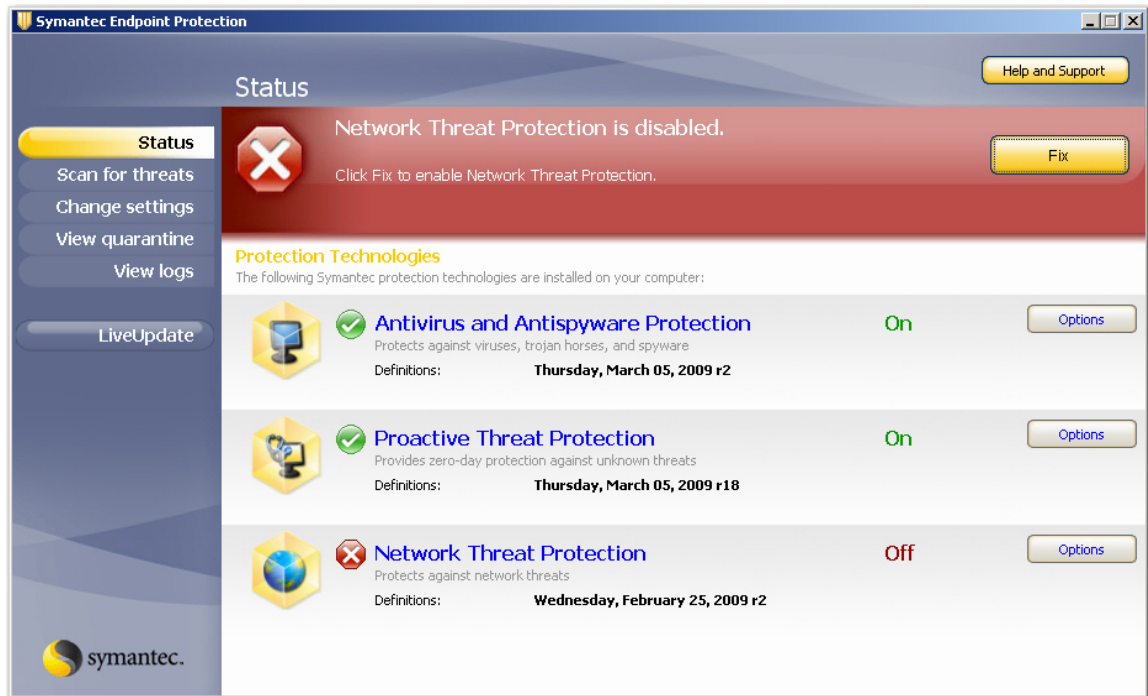 Symantec Endpoint Protection
Status
Help and Support
Status
Scan for threats
Change settings
View quarantine
View logs
LiveUpdate
symantec.
Network Threat Protection is disabled.
Click Fix to enable Network Threat Protection.
Fix
Protection Technologies
The following Symantec protection technologies are installed on your computer:
Antivirus and Antispyware Protection On Options
Protects against viruses, trojan horses, and spyware
Definitions: Thursday, March 05, 2009 r2
Proactive Threat Protection On Options
Provides zero-day protection against unknown threats
Definitions: Thursday, March 05, 2009 r18
Network Threat Protection Off Options
Protects against network threats
Definitions: Wednesday, February 25, 2009 r2